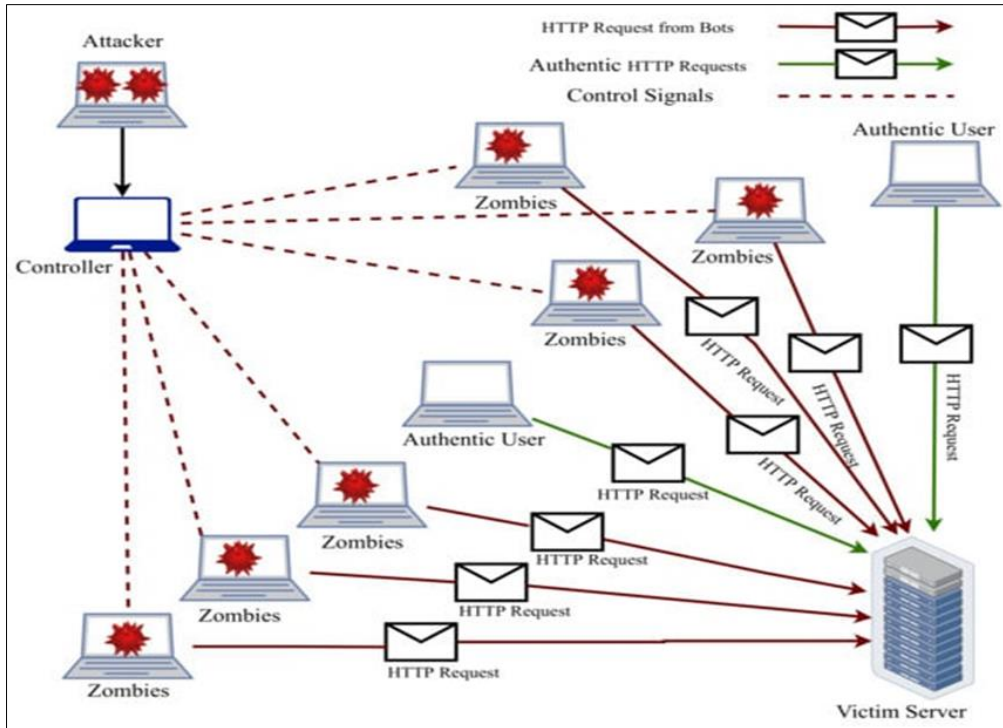 Attacker
HTTP Request from Bots
Authentic HTTP Requests
Control Signals
Authentic User
Zombies
Zombies
Controller
Zombies
HTTP Request
HTTP Request
HTTP Request
HTTP Request
Authentic User
HTTP Request
Zombies
HTTP Request
Zombies
HTTP Request
Zombies
HTTP Request
Victim Server